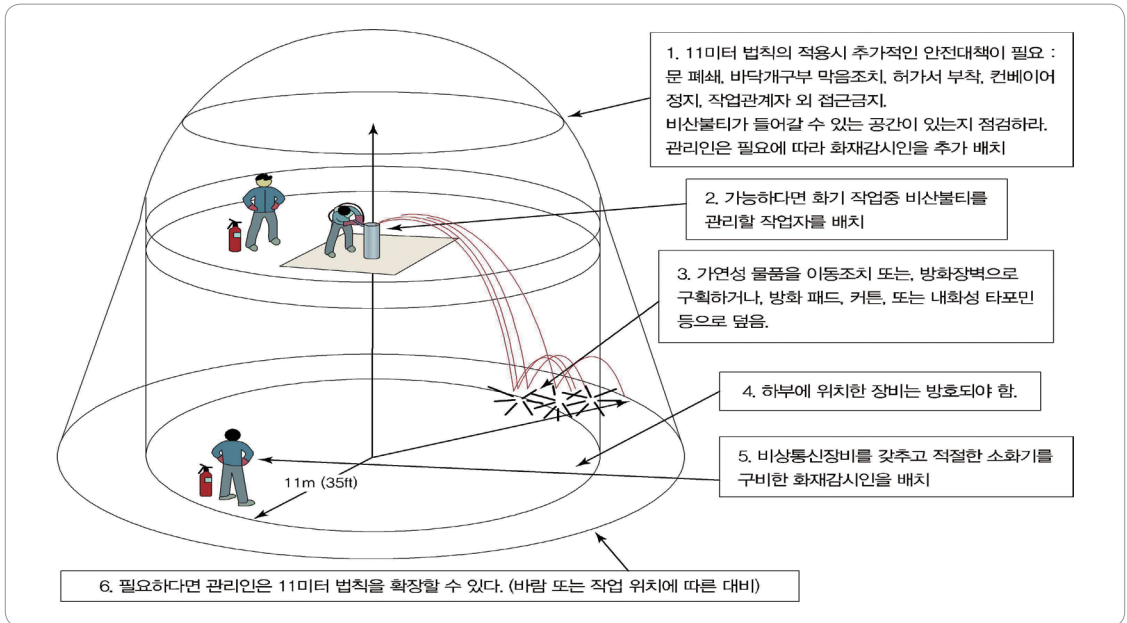 1. 11미터 법칙의 적용시 추가적인 안전대책이 필요 :
문 폐쇄, 바닥개구부 막음조치, 허가서 부착, 컨베이어
정지, 작업관계자 외 접근금지.
비산불티가 들어갈 수 있는 공간이 있는지 점검하라.
관리인은 필요에 따라 화재감시인을 추가 배치
2. 가능하다면 화기 작업중 비산불티를
관리할 작업자를 배치
3. 가연성 물품을 이동조치 또는, 방화장벽으로
구획하거나, 방화 패드, 커튼, 또는 내화성 타포민
등으로 덮음.
4. 하부에 위치한 장비는 방호되야 함.
5. 비상통신장비를 갖추고 적절한 소화기를
구비한 화재감시인을 배치
11m (35ft)
6. 필요하다면 관리인은 11미터 법칙을 확장할 수 있다. (바람 또는 작업 위치에 따른 대비)